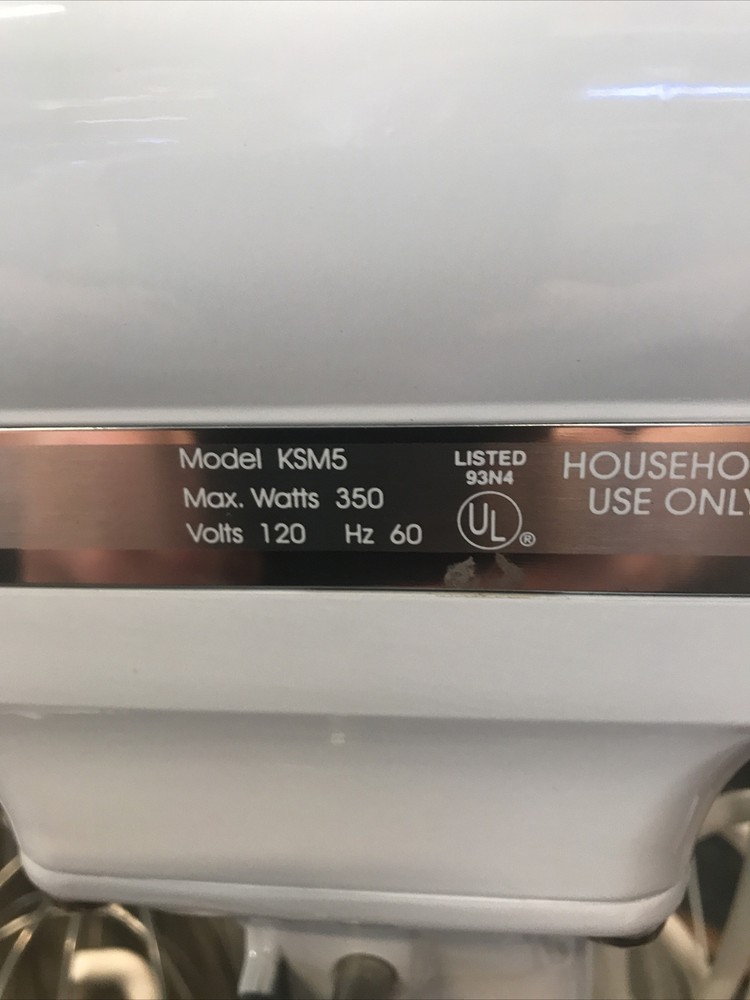 Model KSM5
Max. Watts 350
Volts 120 Hz 60
LISTED
93N4
UL®
HOUSEHO
USE ONLY